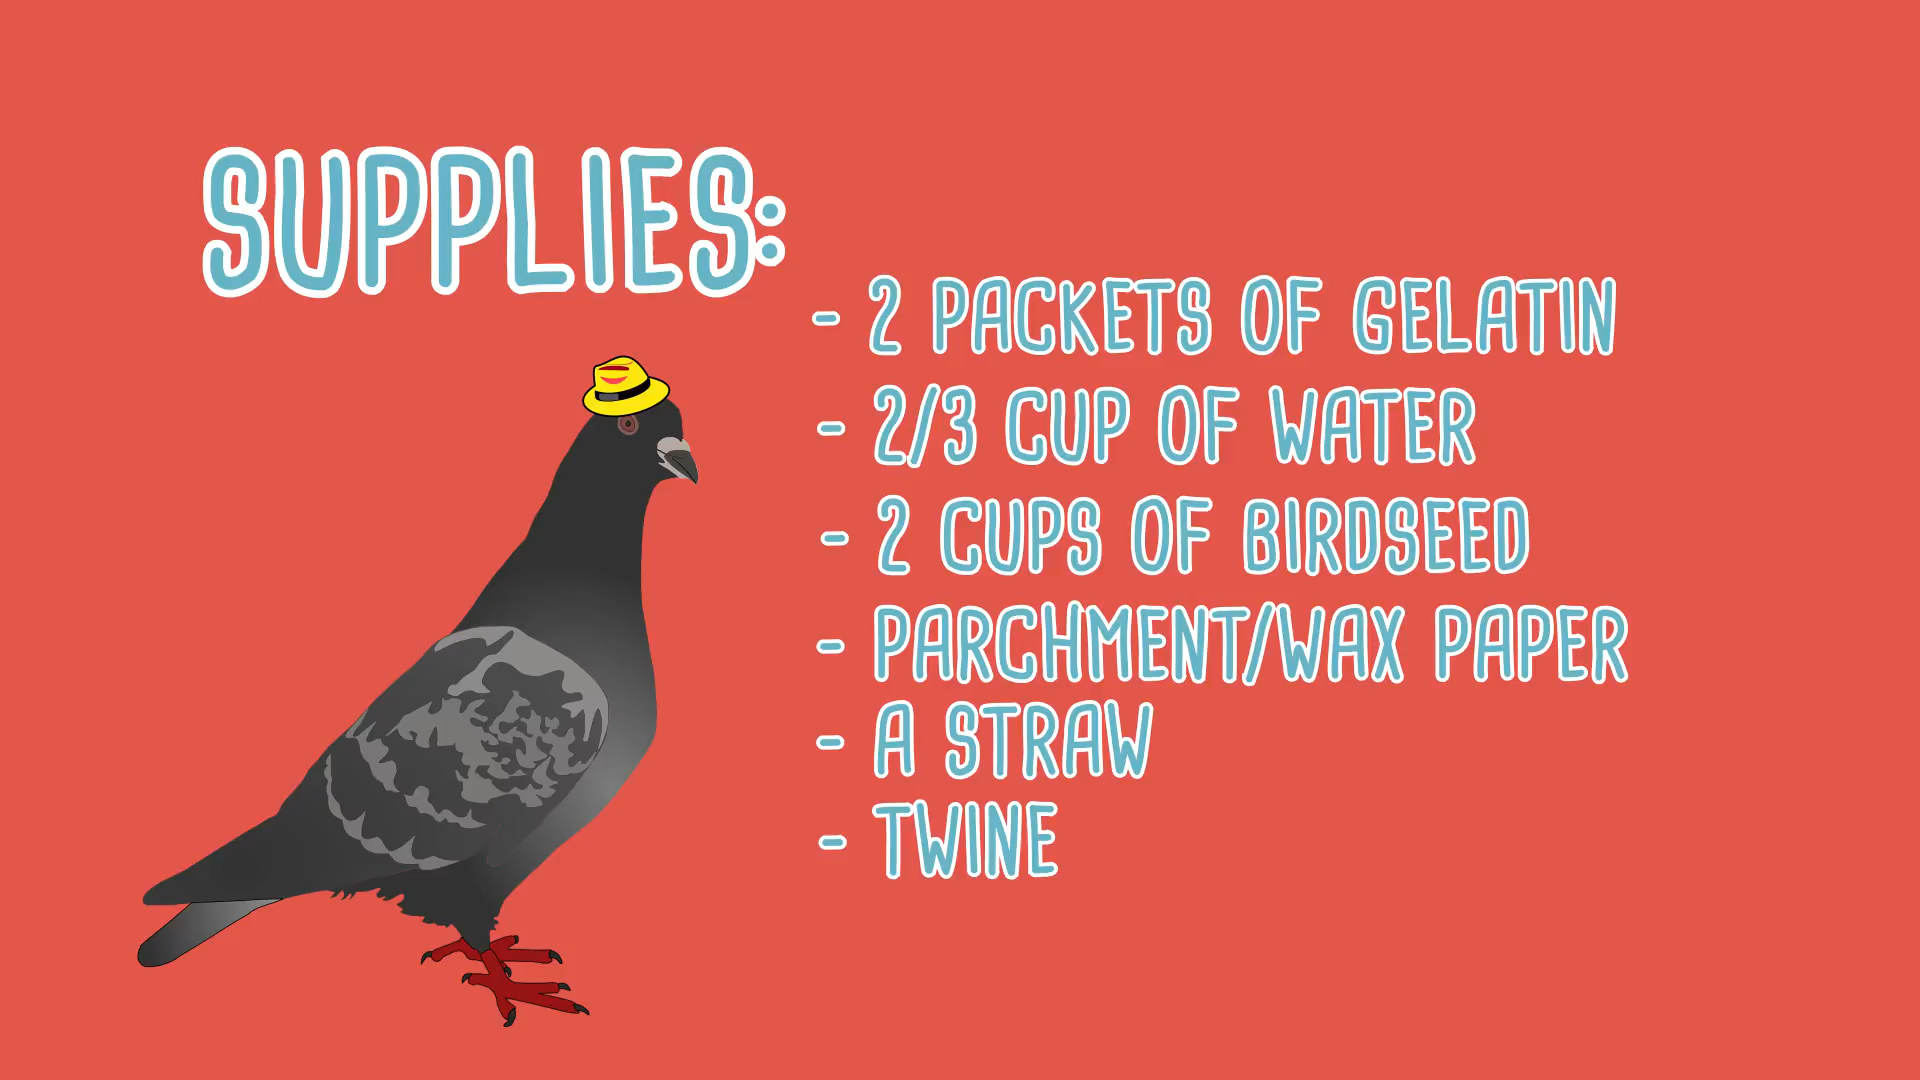 SUPPLIES:
- 2 PACKETS OF GELATIN
- 2/3 CUP OF WATER
- 2 CUPS OF BIRDSEED
- PARCHMENT/WAX PAPER
- A STRAW
- TWINE